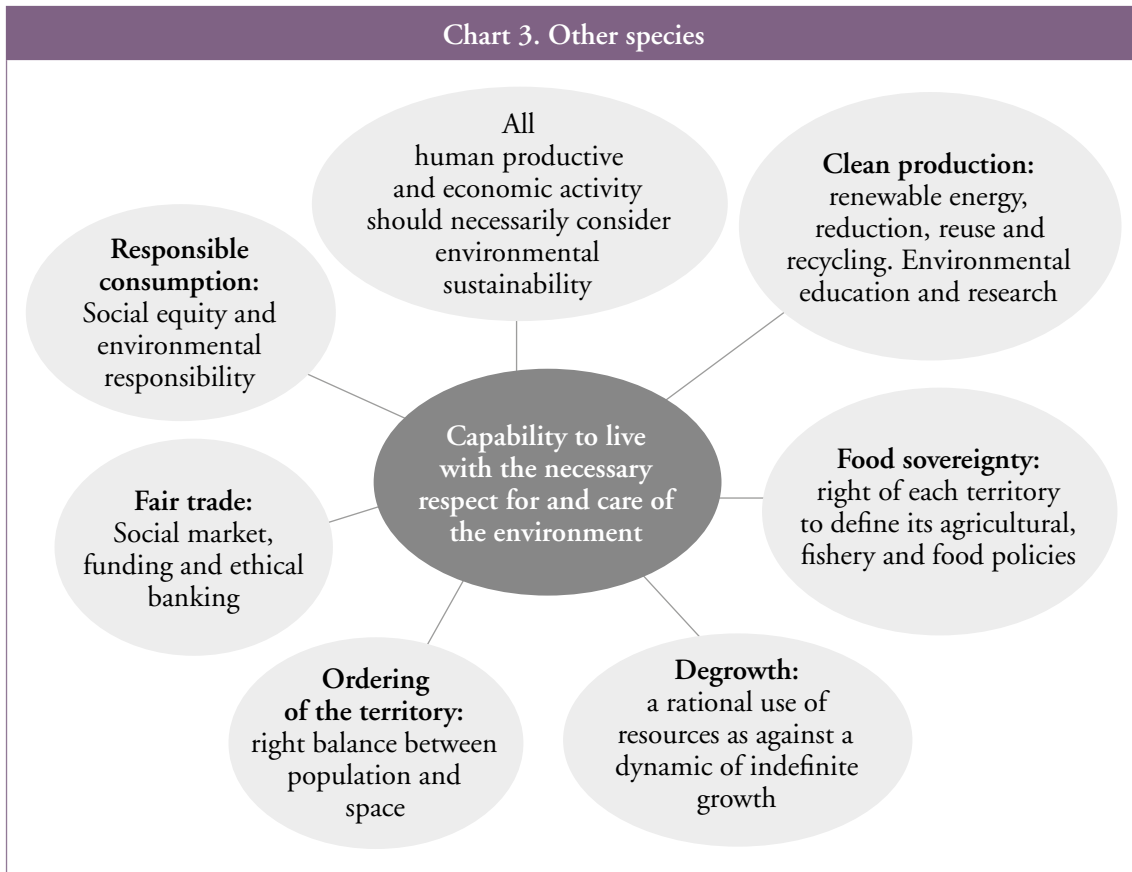 Chart 3. Other species
All
human productive
and economic activity
should necessarily consider
environmental
sustainability
Clean production:
renewable energy,
reduction, reuse and
recycling. Environmental
education and research
Responsible
consumption:
Social equity and
environmental
responsibility
Capability to live
with the necessary
respect for and care of
the environment
Food sovereignty:
right of each territory
to define its agricultural,
fishery and food policies
Fair trade:
Social market,
funding and ethical
banking
Ordering
of the territory:
right balance between
population and
space
Degrowth:
a rational use of
resources as against a
dynamic of indefinite
growth